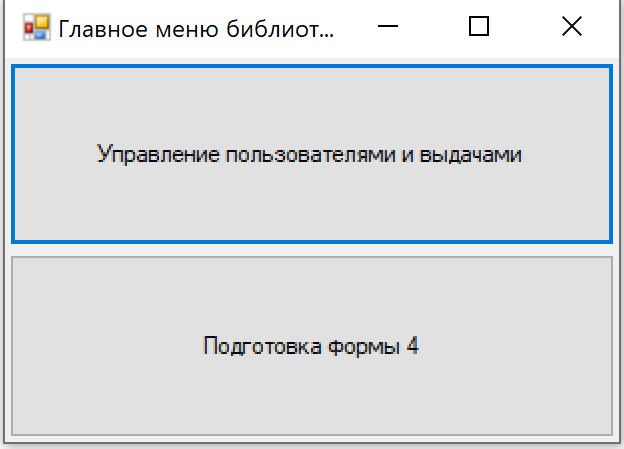 Главное меню библиот...
Управление пользователями и выдачами
Подготовка формы 4